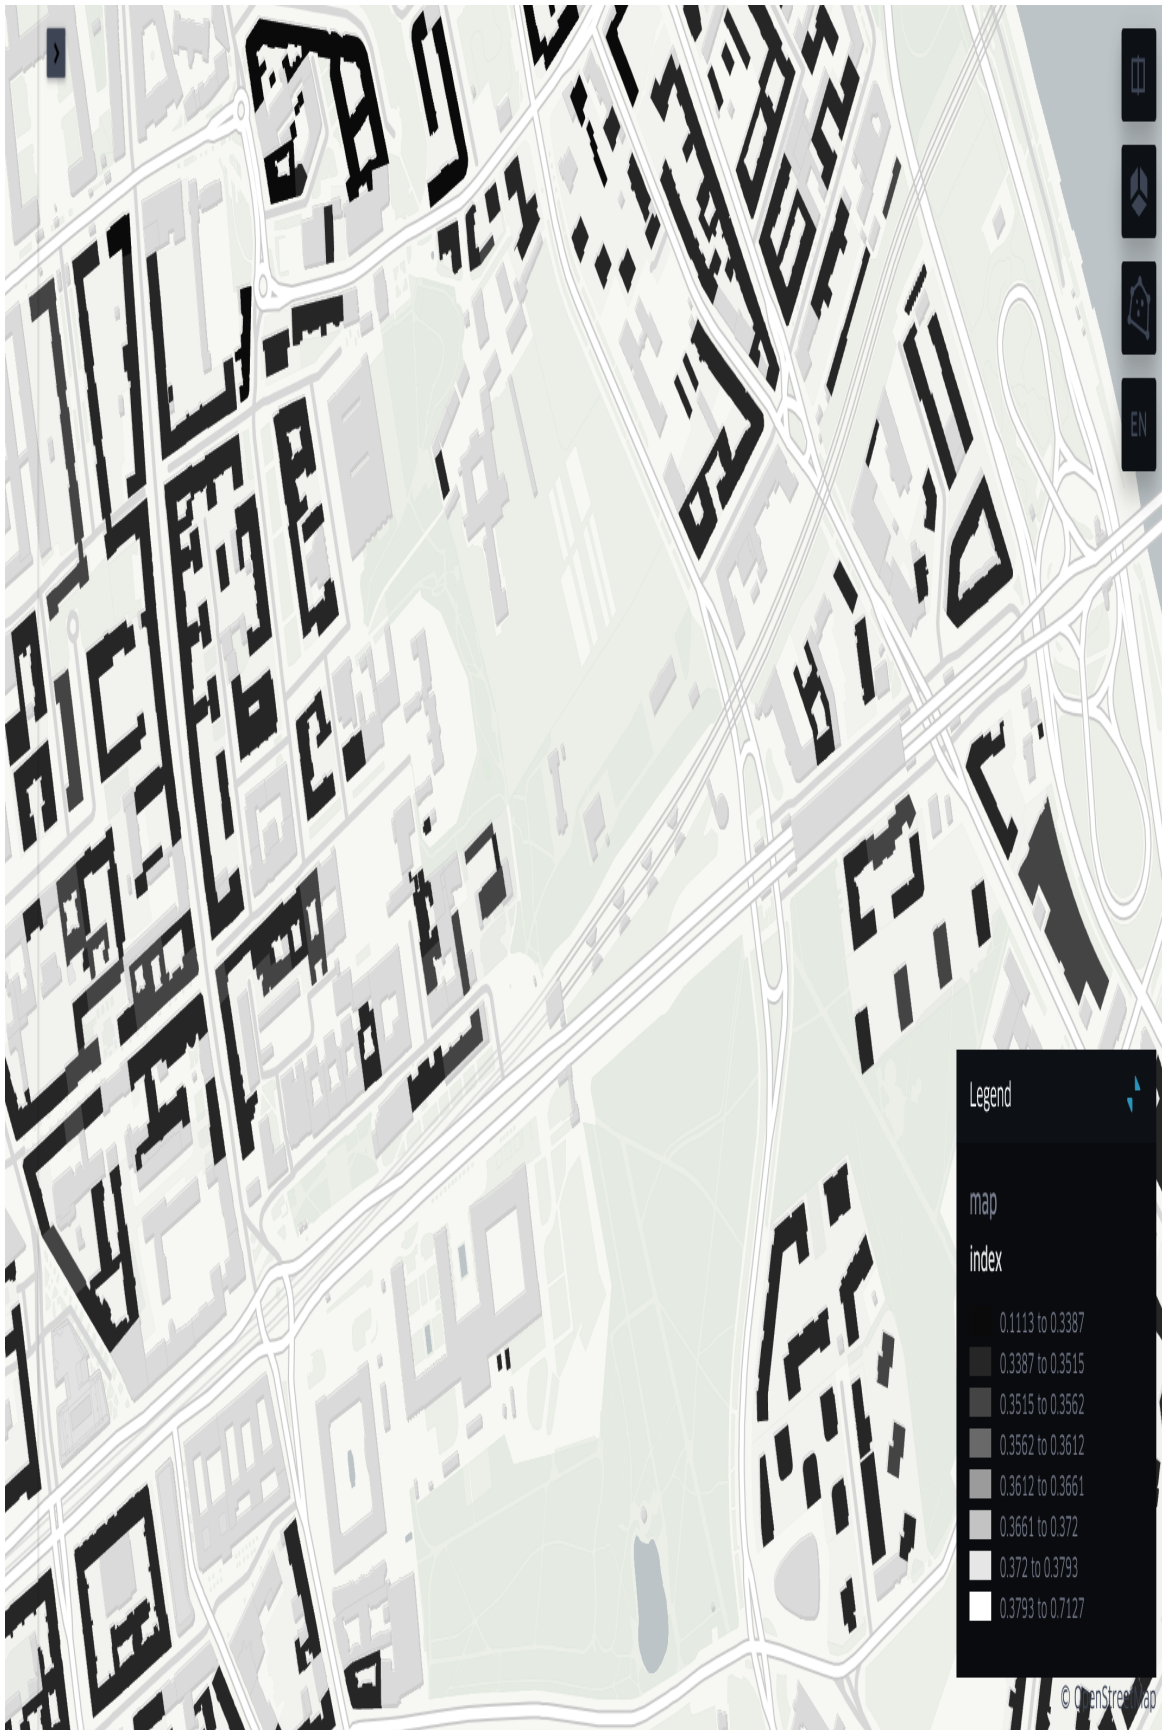 EN
Legend
map
index
0.1113 to 0.3387
0.3387 to 0.3515
0.3515 to 0.3562
0.3562 to 0.3612
0.3612 to 0.3661
0.3661 to 0.372
0.372 to 0.3793
0.3793 to 0.7127
© OpenStreetMap